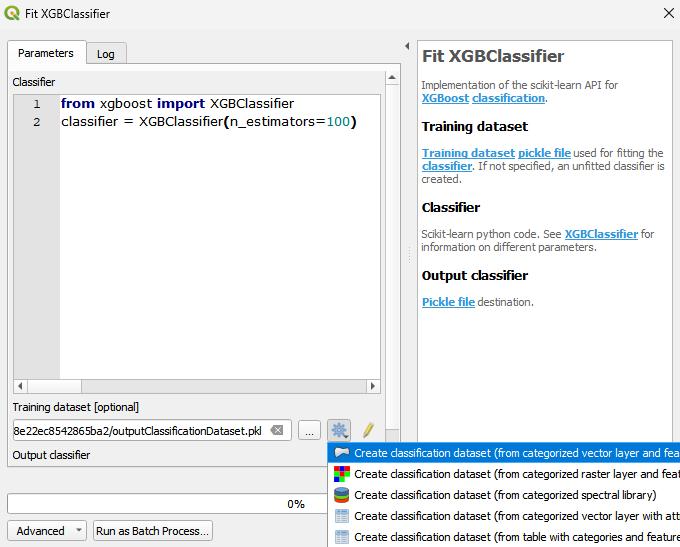 Fit XGBClassifier
Parameters
Log
Classifier
1 from xgboost import XGBClassifier
2 classifier = XGBClassifier(n_estimators=100)
Training dataset [optional]
8e22ec8542865ba2/outputClassificationDataset.pkl
...
Output classifier
Create classification dataset (from categorized vector layer and fea
Create classification dataset (from categorized raster layer and feat
Create classification dataset (from categorized spectral library)
Create classification dataset (from categorized vector layer with att
Create classification dataset (from table with categories and feature
0%
Advanced
Run as Batch Process...
Fit XGBClassifier
Implementation of the scikit-learn API for
XGBoost classification.
Training dataset
Training dataset pickle file used for fitting the
classifier. If not specified, an unfitted classifier is
created.
Classifier
Scikit-learn python code. See XGBClassifier for
information on different parameters.
Output classifier
Pickle file destination.